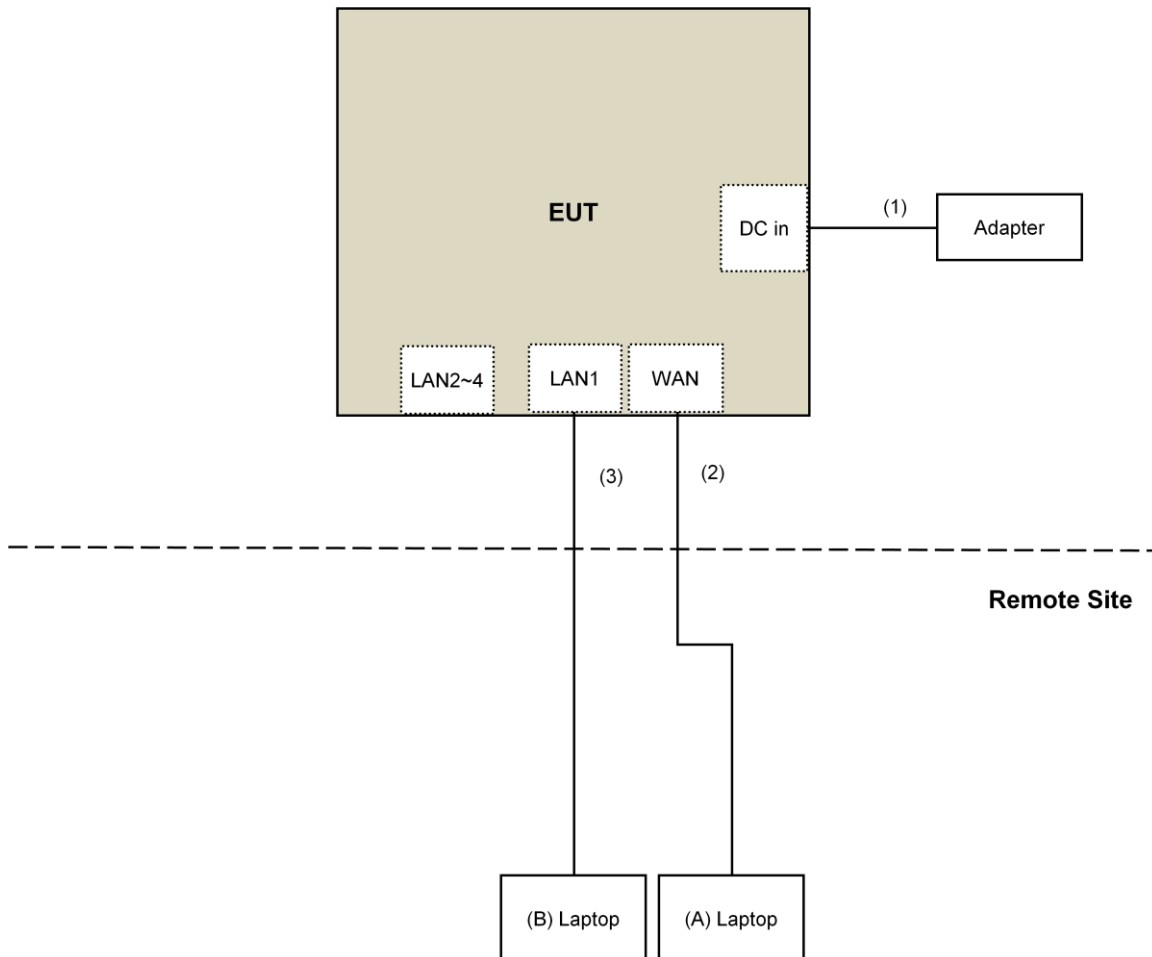 (1)
EUT
DC in
Adapter
LAN2~4
LAN1
WAN
(3)
(2)
Remote Site
(B) Laptop
(A) Laptop